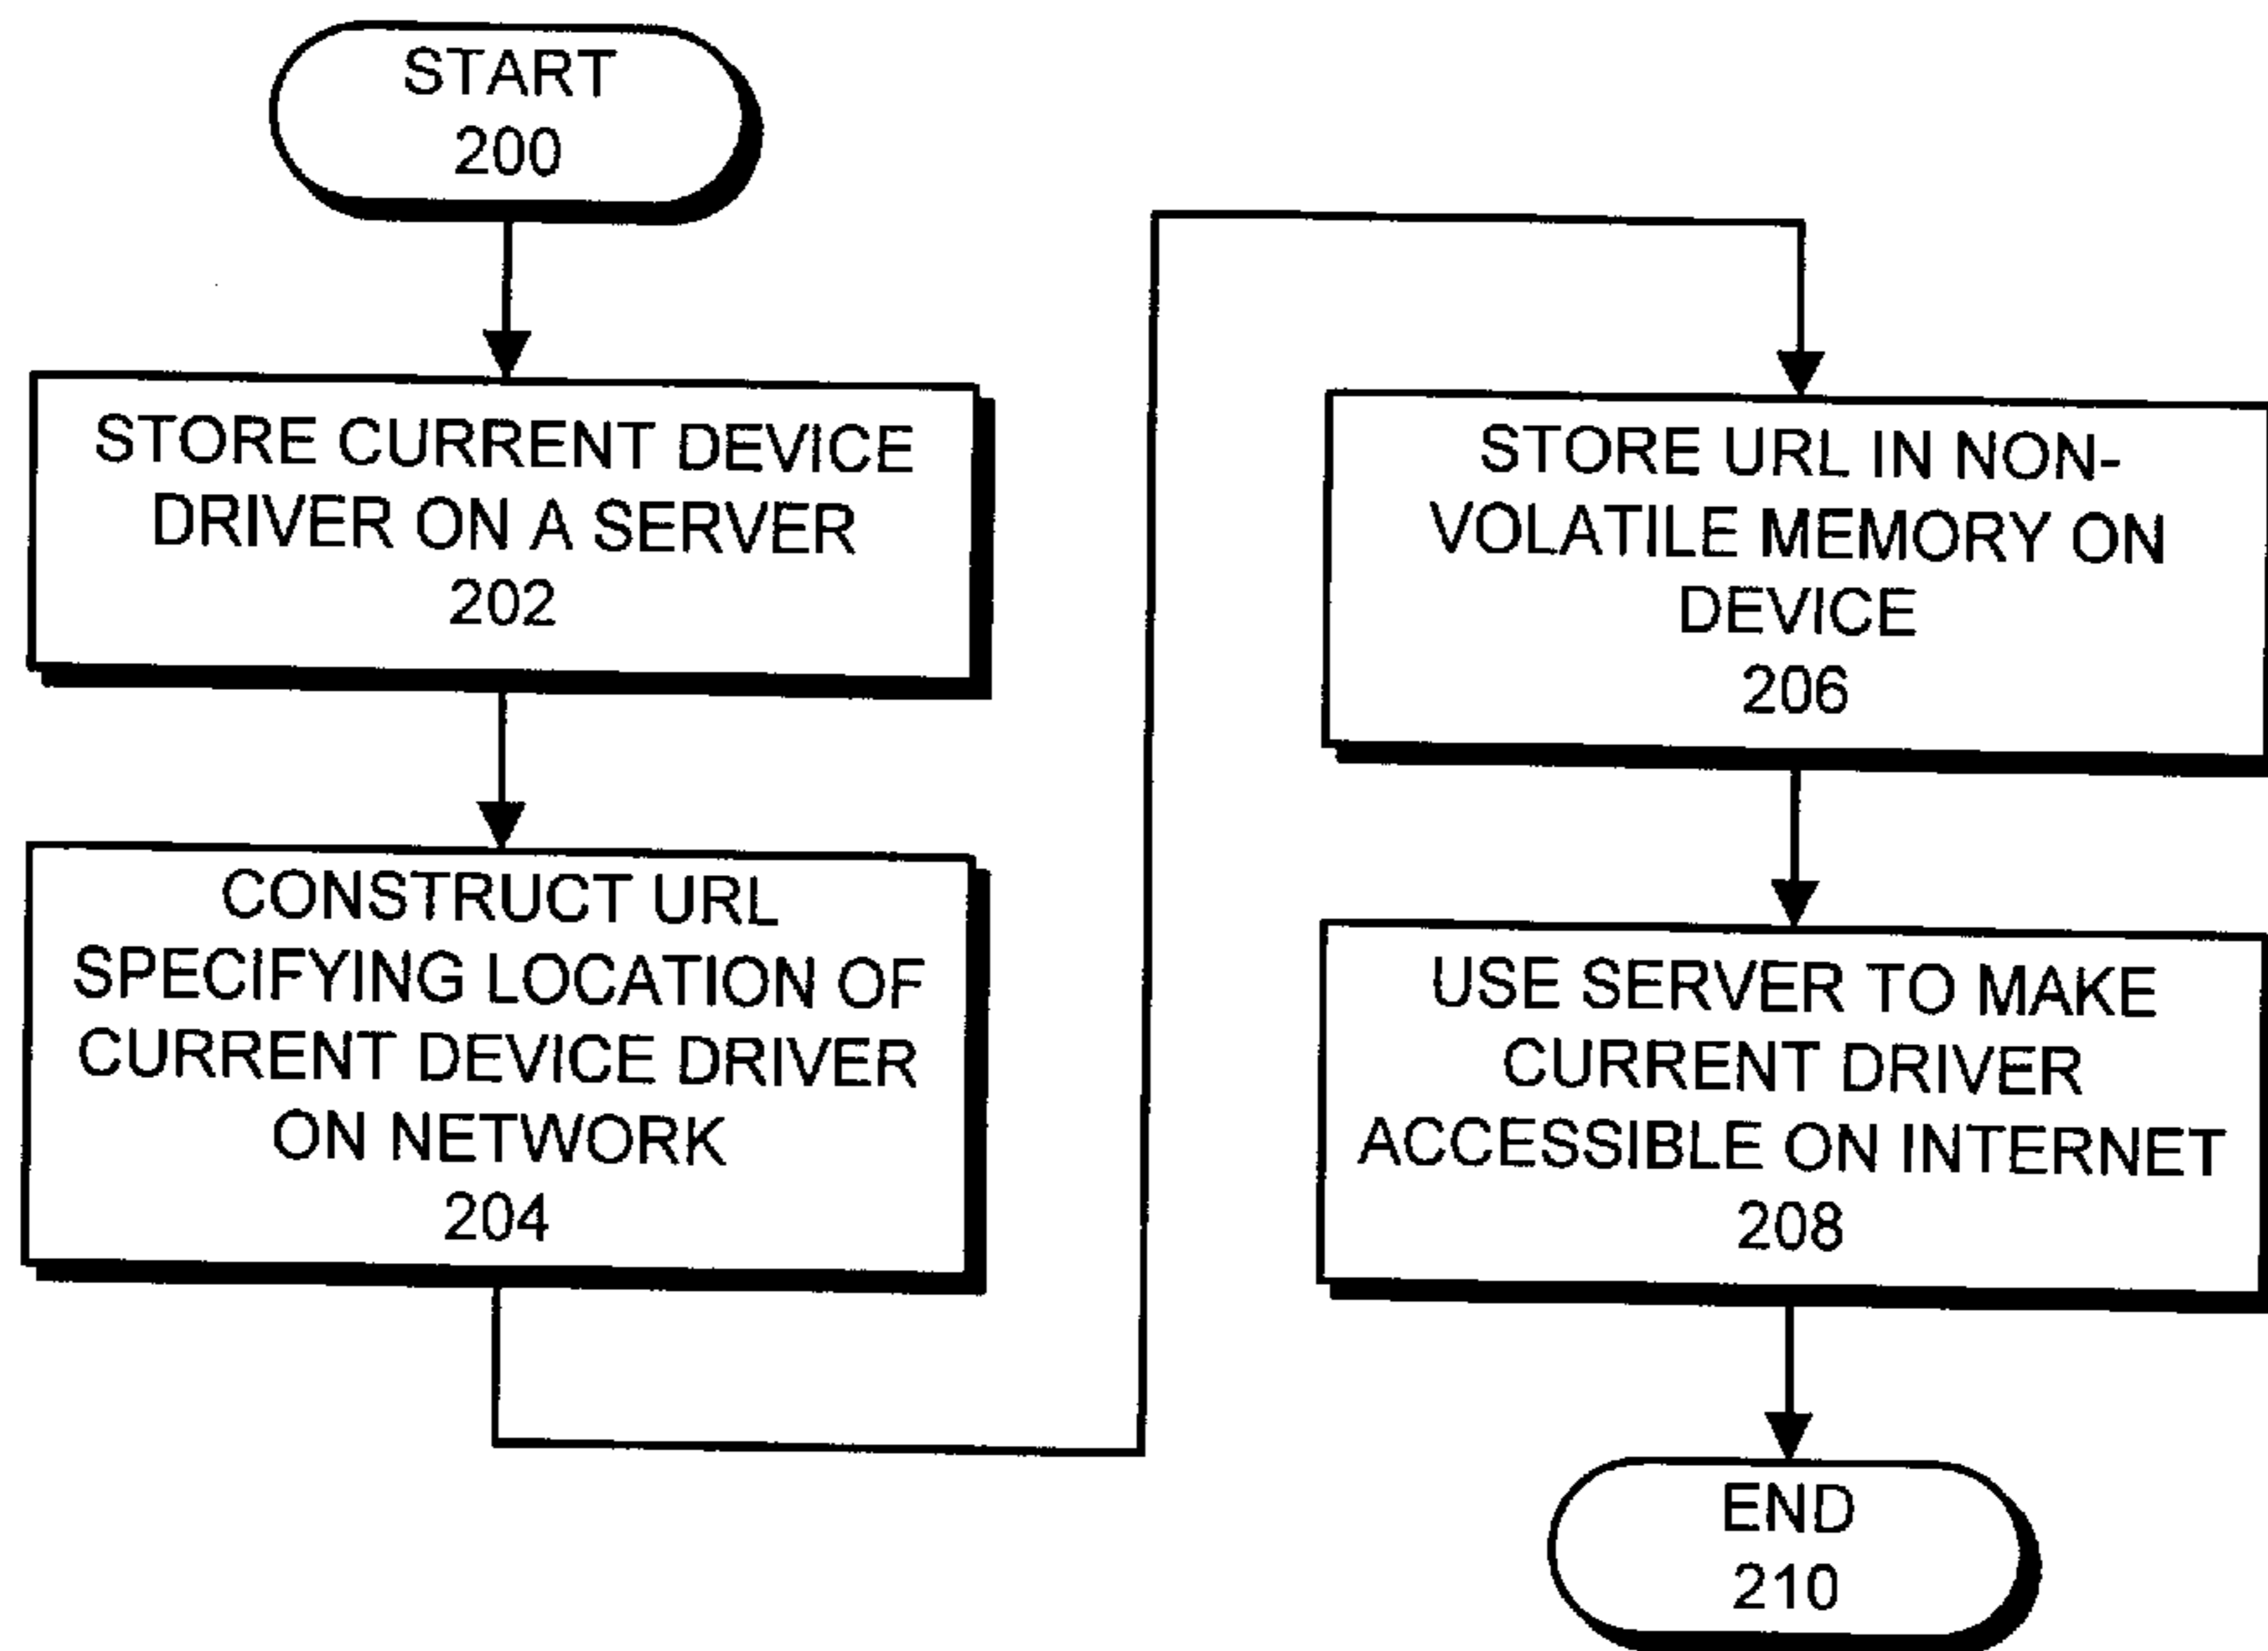 START
200
STORE CURRENT DEVICE
DRIVER ON A SERVER
202
CONSTRUCT URL
SPECIFYING LOCATION OF
CURRENT DEVICE DRIVER
ON NETWORK
204
STORE URL IN NON-
VOLATILE MEMORY ON
DEVICE
206
USE SERVER TO MAKE
CURRENT DRIVER
ACCESSIBLE ON INTERNET
208
END
210